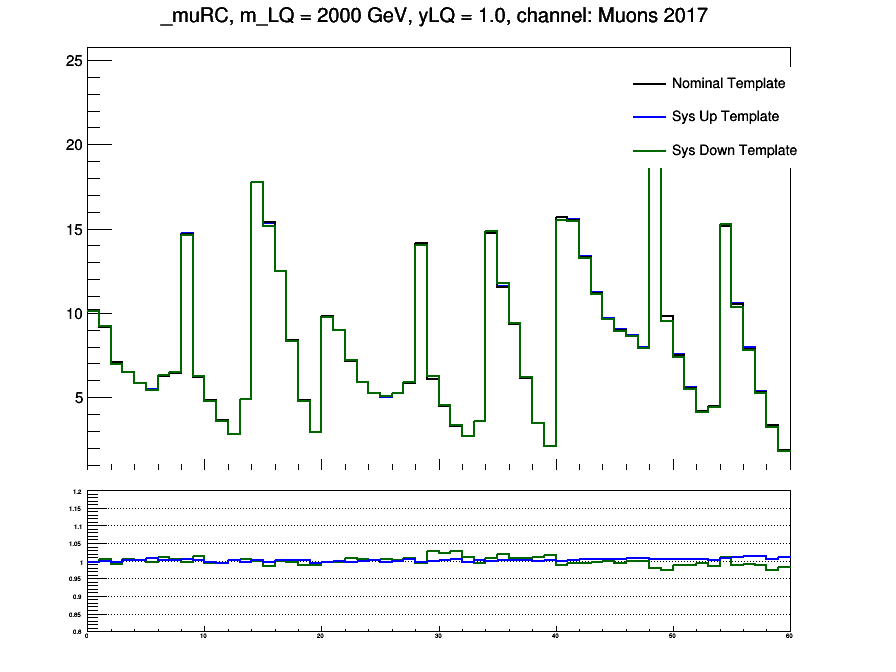 _muRC, m_LQ = 2000 GeV, yLQ = 1.0, channel: Muons 2017
25
20
15
10
5
Nominal Template
Sys Up Template
Sys Down Template
1.2
1.15
1.1
1.05
1
0.95
0.9
0.85
0.8
0 10 20 30 40 50 60